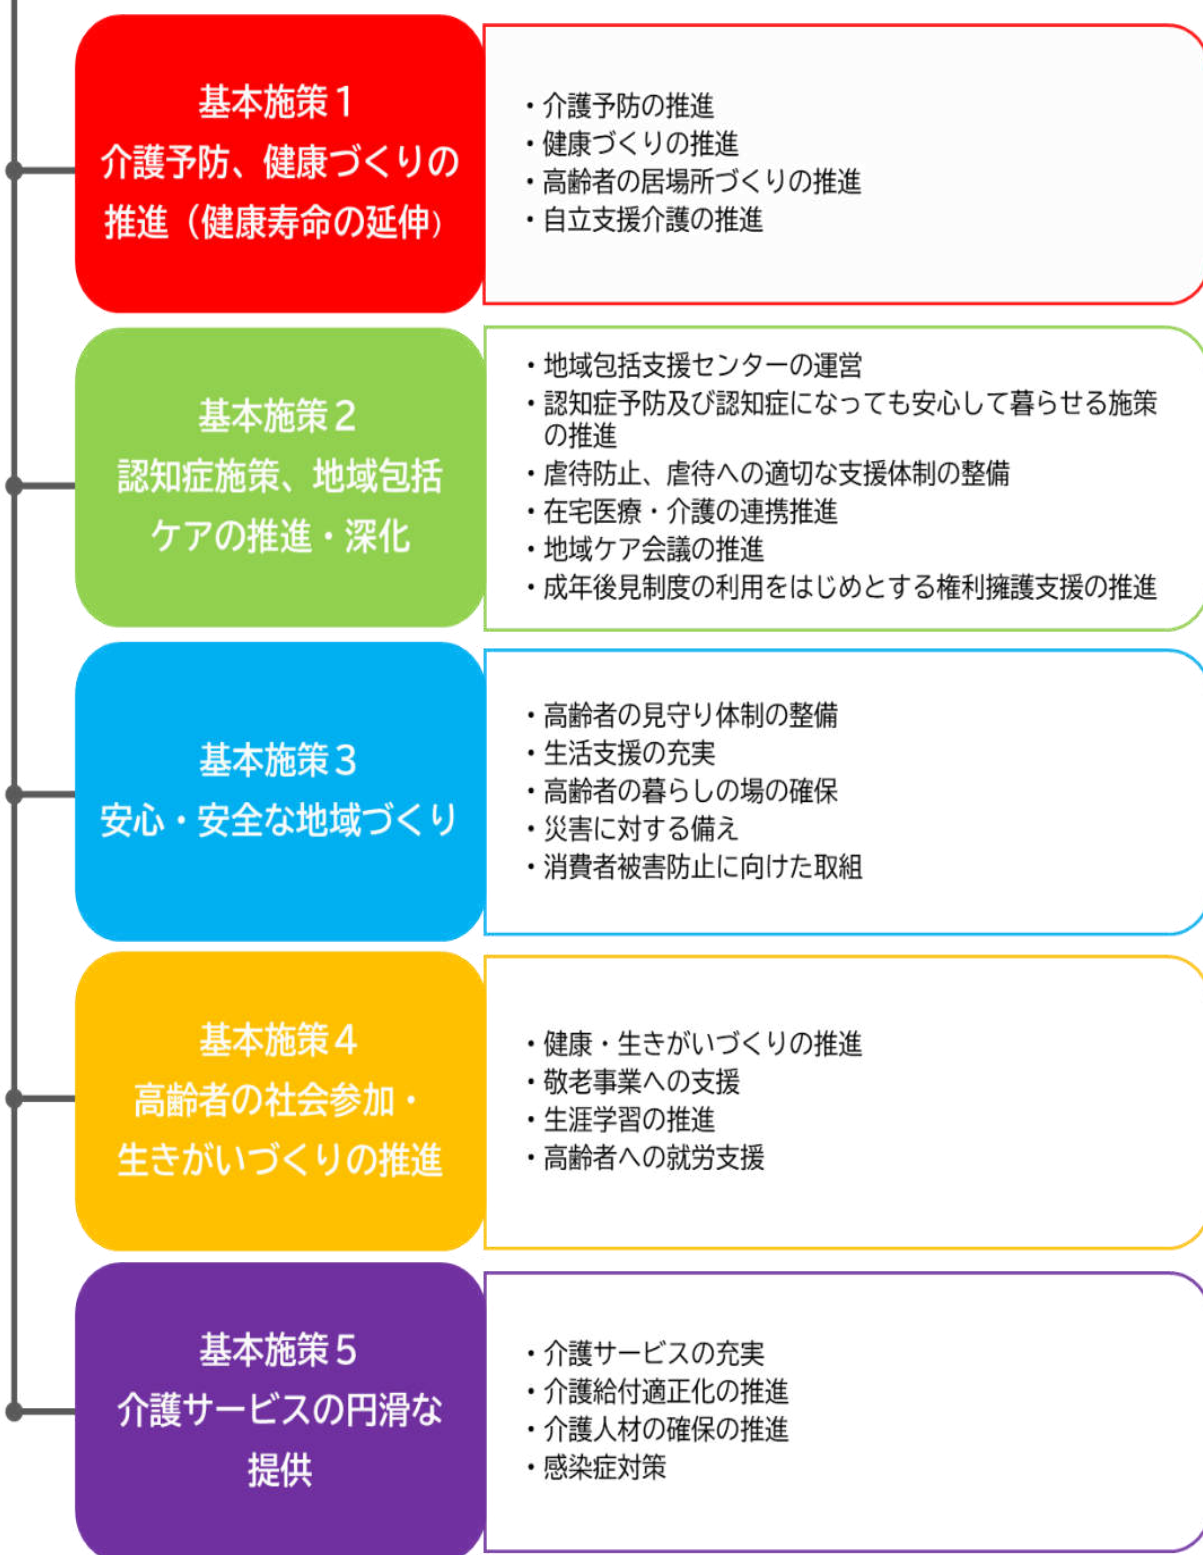 基本施策１
介護予防、健康づくりの
推進（健康寿命の延伸）
・介護予防の推進
・健康づくりの推進
・高齢者の居場所づくりの推進
・自立支援介護の推進
基本施策２
認知症施策、地域包括
ケアの推進・深化
・地域包括支援センターの運営
・認知症予防及び認知症になっても安心して暮らせる施策
の推進
・虐待防止、虐待への適切な支援体制の整備
・在宅医療・介護の連携推進
・地域ケア会議の推進
・成年後見制度の利用をはじめとする権利擁護支援の推進
基本施策３
安心・安全な地域づくり
・高齢者の見守り体制の整備
・生活支援の充実
・高齢者の暮らしの場の確保
・災害に対する備え
・消費者被害防止に向けた取組
基本施策４
高齢者の社会参加・
生きがいづくりの推進
・健康・生きがいづくりの推進
・敬老事業への支援
・生涯学習の推進
・高齢者への就労支援
基本施策５
介護サービスの円滑な
提供
・介護サービスの充実
・介護給付適正化の推進
・介護人材の確保の推進
・感染症対策